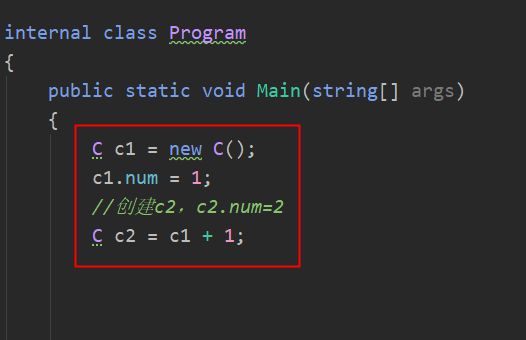 internal class Program
{
public static void Main(string[] args)
{
C c1 = new C();
c1.num = 1;
//创建c2，c2.num=2
C c2 = c1 + 1;